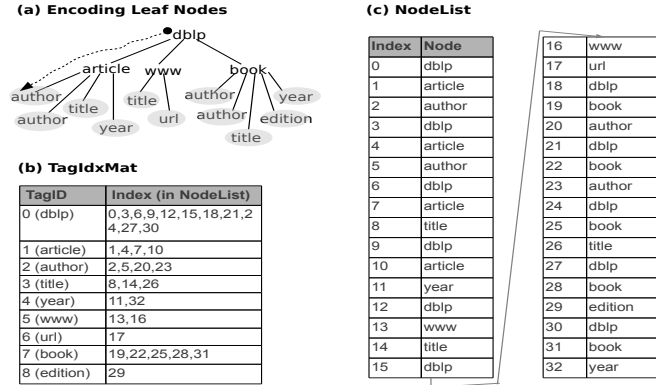 (a) Encoding Leaf Nodes
dblp
article www book
author title title author year
author year url author edition
title
(b) TagIdxMat
TagID Index (in NodeList)
0 (dblp) 0,3,6,9,12,15,18,21,2
4,27,30
1 (article) 1,4,7,10
2 (author) 2,5,20,23
3 (title) 8,14,26
4 (year) 11,32
5 (www) 13,16
6 (url) 17
7 (book) 19,22,25,28,31
8 (edition) 29
(c) NodeList
Index Node
0 dblp
1 article
2 author
3 dblp
4 article
5 author
6 dblp
7 article
8 title
9 dblp
10 article
11 year
12 dblp
13 www
14 title
15 dblp
16 www
17 url
18 dblp
19 book
20 author
21 dblp
22 book
23 author
24 dblp
25 book
26 title
27 dblp
28 book
29 edition
30 dblp
31 book
32 year